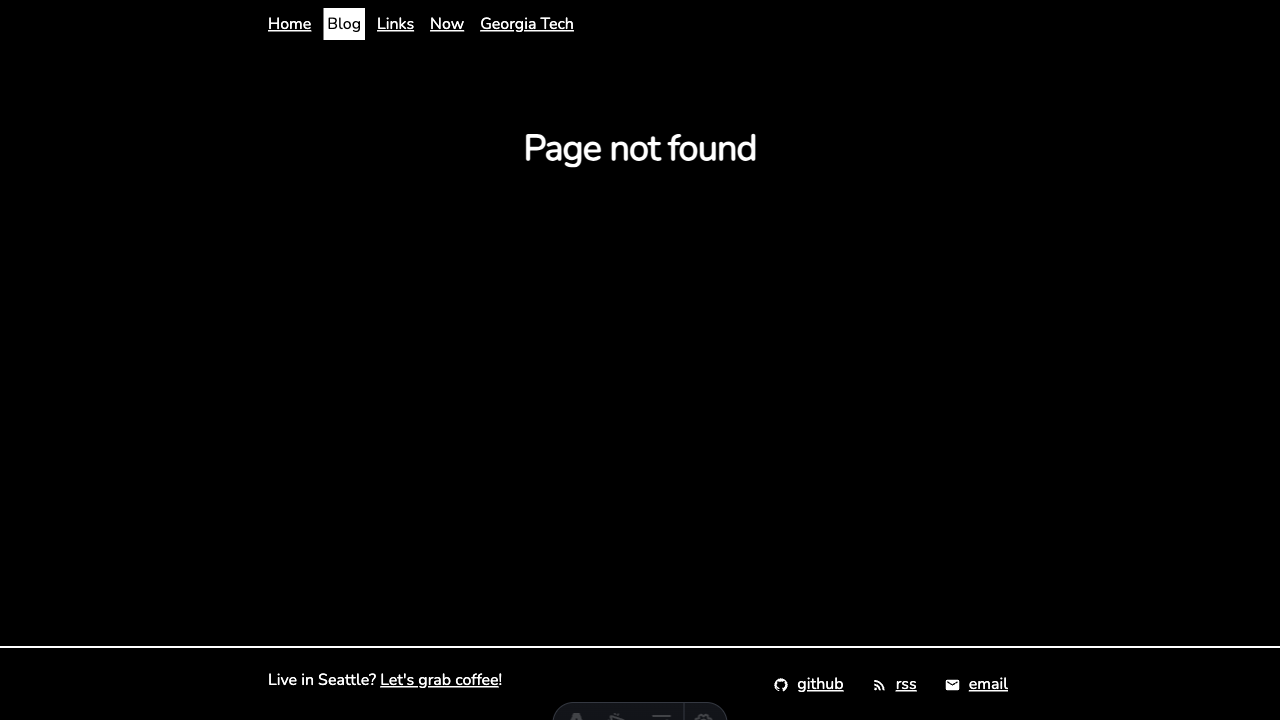 Home Blog Links Now Georgia Tech
Page not found
Live in Seattle? Let's grab coffee!
github rss email